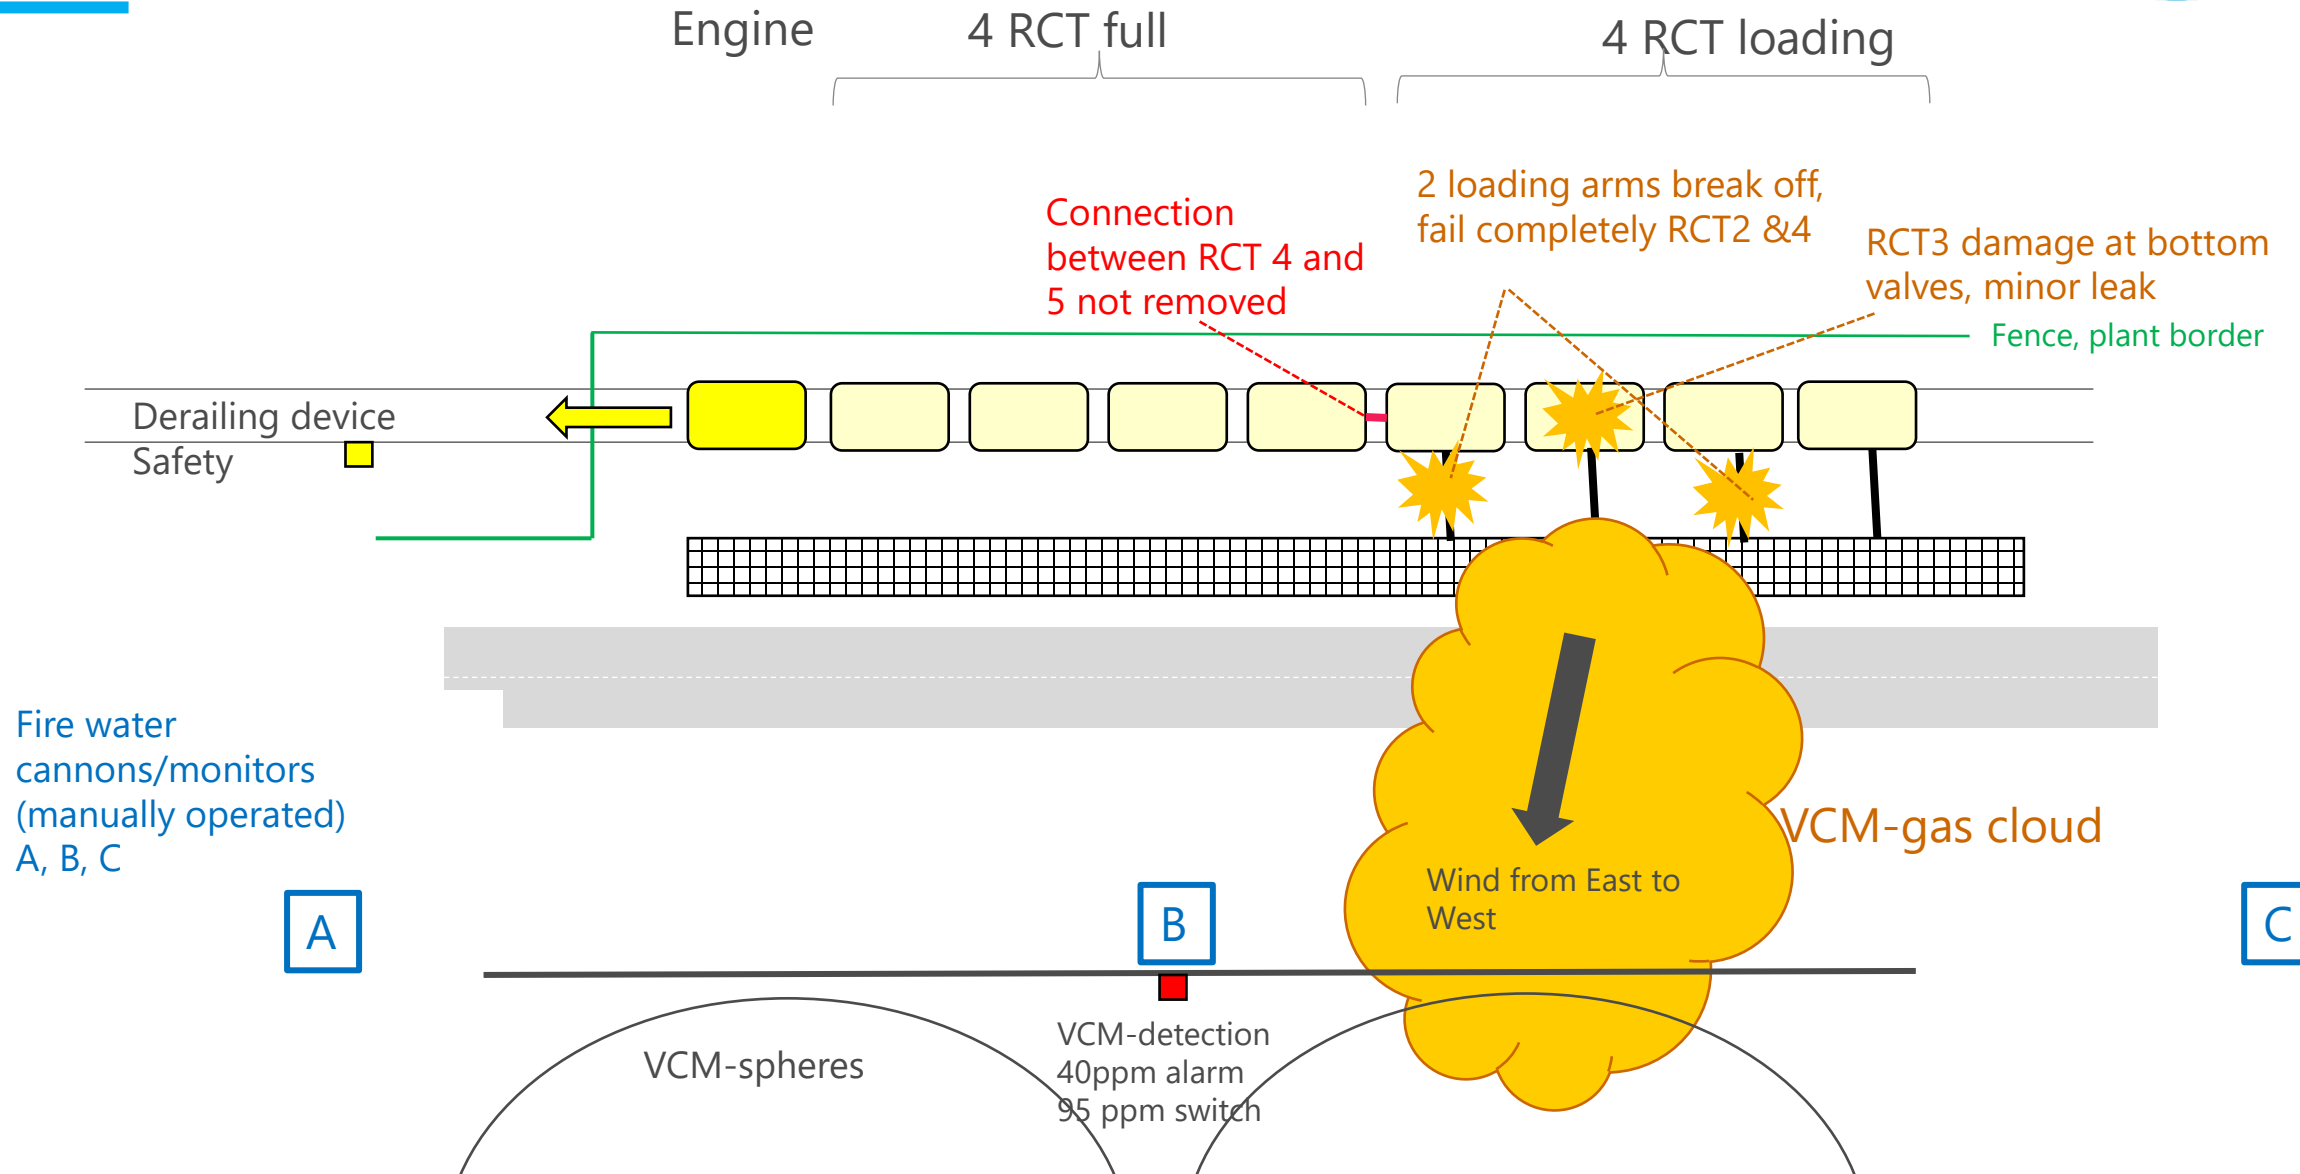 Engine
4 RCT full
4 RCT loading
2 loading arms break off,
fail completely RCT2 &4
Connection
between RCT 4 and
5 not removed
RCT3 damage at bottom
valves, minor leak
Fence, plant border
Derailing device
Safety
Fire water
cannons/monitors
(manually operated)
A, B, C
VCM-gas cloud
Wind from East to
West
A
B
C
VCM-detection
40ppm alarm
95 ppm switch
VCM-spheres